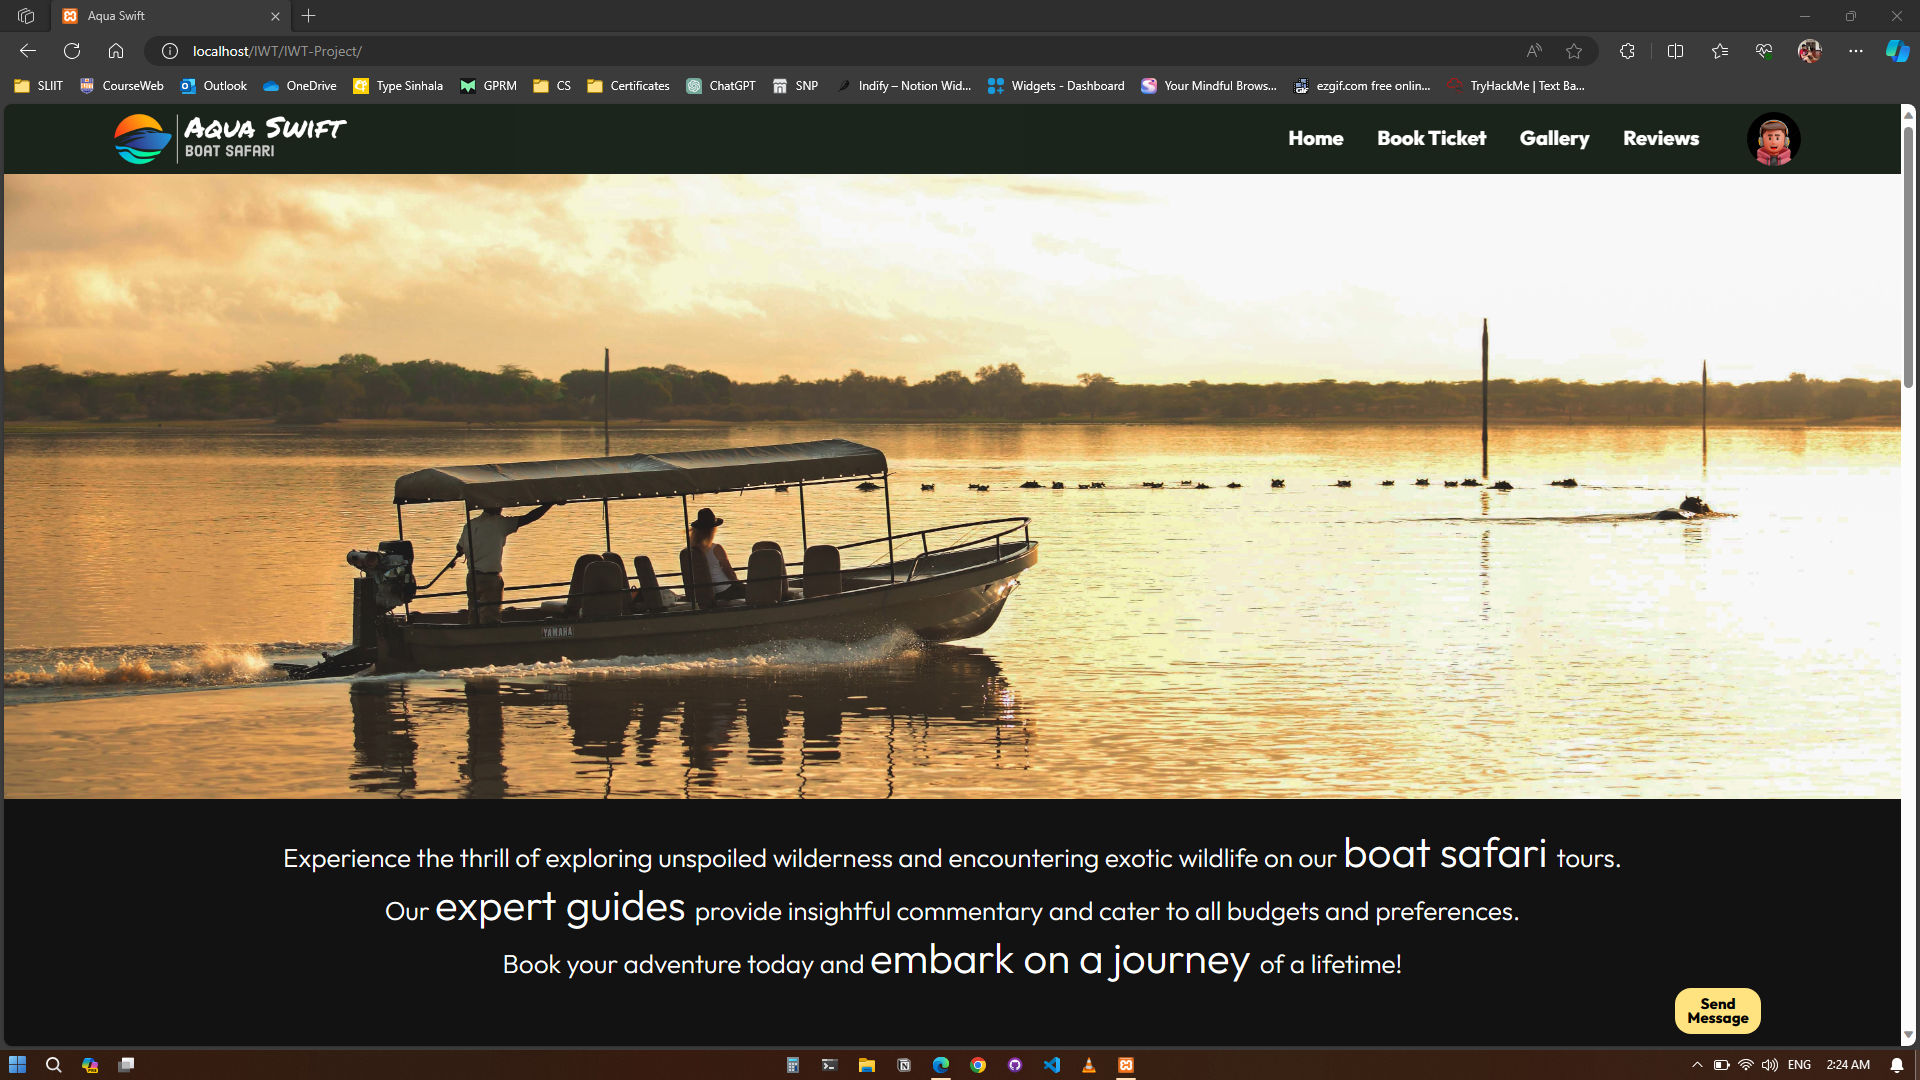 Aqua Swift
localhost/IWT/IWT-Project/
SLIIT CourseWeb Outlook OneDrive Type Sinhala GPRM CS Certificates ChatGPT SNP Indify – Notion Wid... Widgets - Dashboard Your Mindful Brows... ezgif.com free onlin... TryHackMe | Text Ba...
AQUA SWIFT
BOAT SAFARI
Home Book Ticket Gallery Reviews
YAMAHA
Experience the thrill of exploring unspoiled wilderness and encountering exotic wildlife on our boat safari tours.
Our expert guides provide insightful commentary and cater to all budgets and preferences.
Book your adventure today and embark on a journey of a lifetime!
Send
Message
ENG 2:24 AM